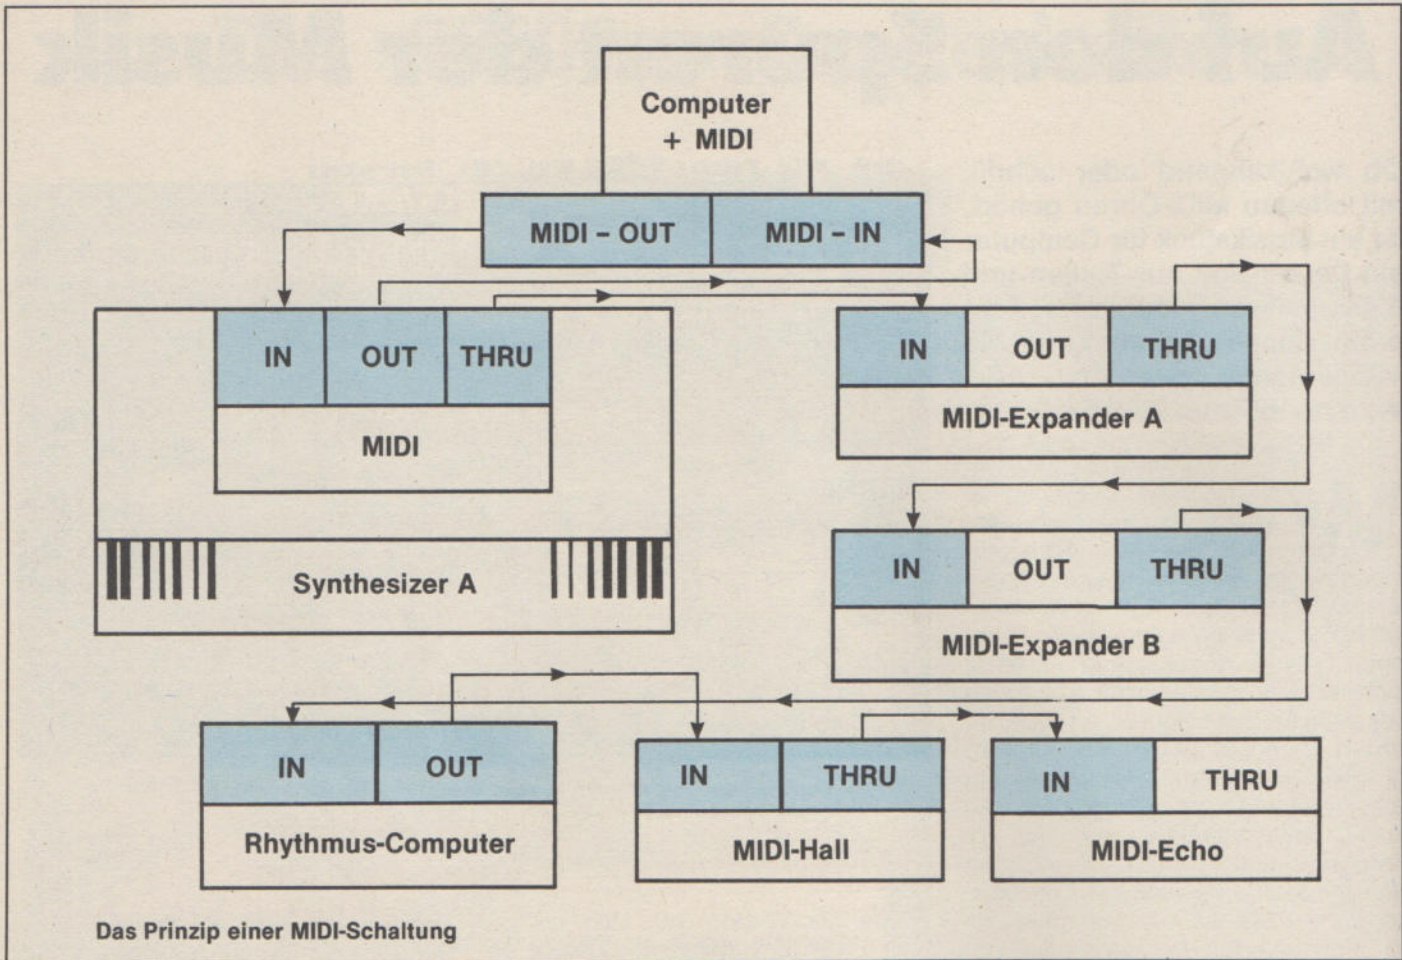 Computer
+ MIDI
MIDI – OUT
MIDI – IN
IN
OUT
THRU
MIDI
Synthesizer A
IN
OUT
THRU
MIDI-Expander A
IN
OUT
THRU
MIDI-Expander B
IN
OUT
Rhythmus-Computer
IN
THRU
MIDI-Hall
IN
THRU
MIDI-Echo
Das Prinzip einer MIDI-Schaltung